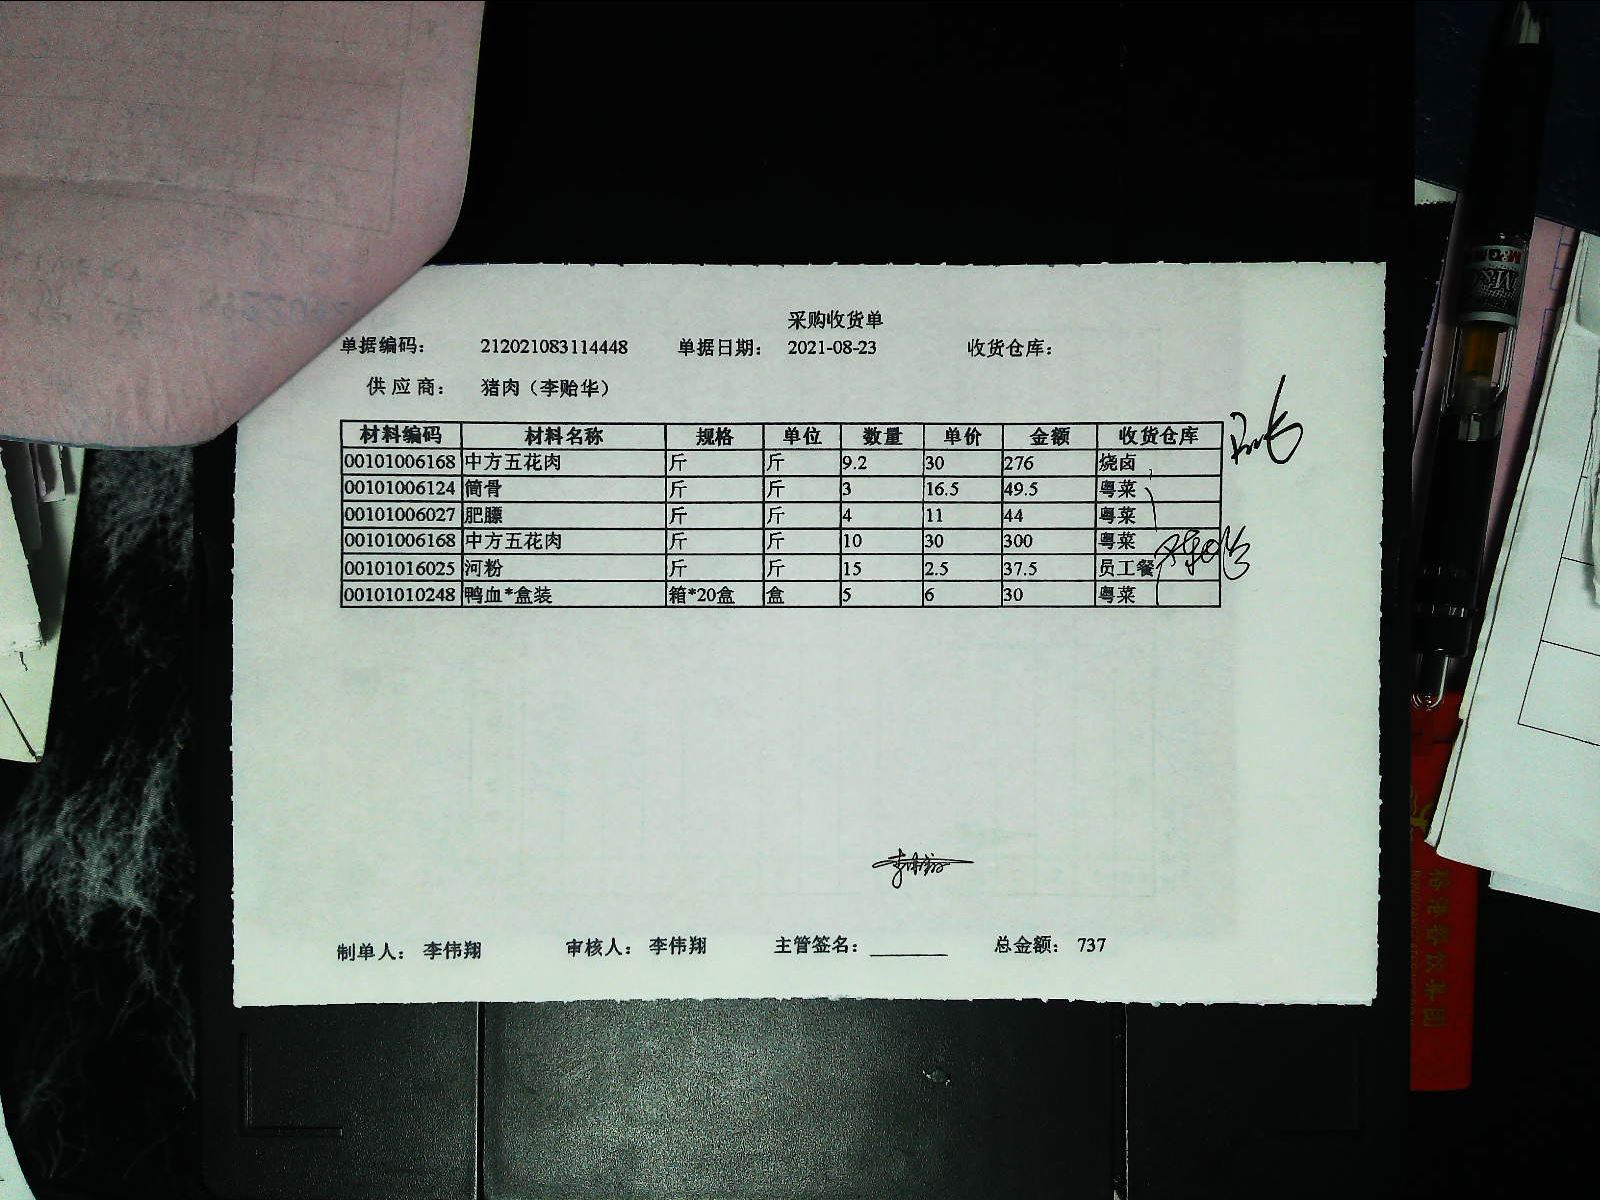 采购收货单
单据编码： 212021083114448 单据日期： 2021-08-23 收货仓库：
供应商： 猪肉（李贻华）
材料编码 材料名称 规格 单位 数量 单价 金额 收货仓库
00101006168 中方五花肉 斤 斤 9.2 30 276 烧卤
00101006124 筒骨 斤 斤 3 16.5 49.5 粤菜
00101006027 肥膘 斤 斤 4 11 44 粤菜
00101006168 中方五花肉 斤 斤 10 30 300 粤菜
00101016025 河粉 斤 斤 15 2.5 37.5 员工餐
00101010248 鸭血*盒装 箱*20盒 盒 5 6 30 粤菜
李伟翔
制单人： 李伟翔 审核人： 李伟翔 主管签名： 总金额： 737